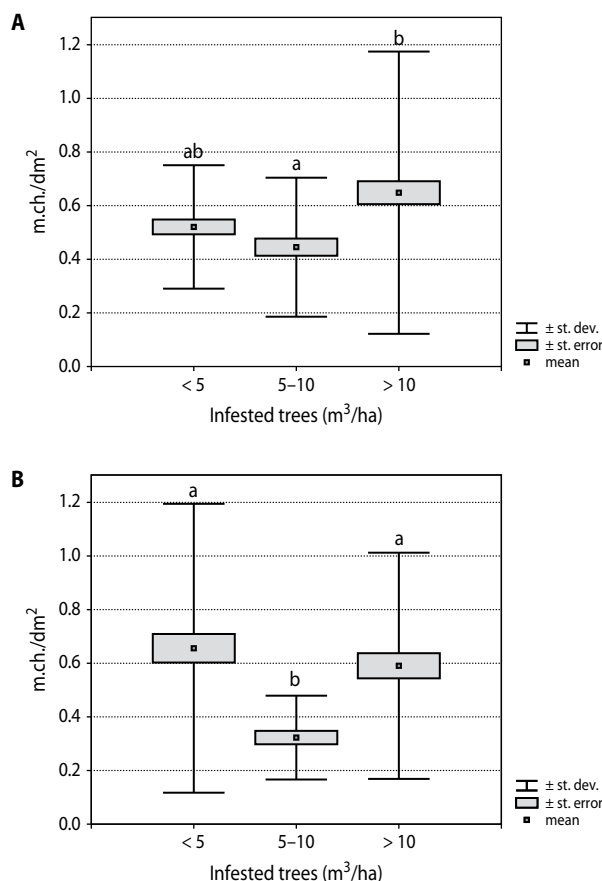 A
1.2
1.0
0.8
0.6
0.4
0.2
0.0
m.ch./dm²
ab
a
b
< 5
5–10
> 10
Infested trees (m³/ha)
± st. dev.
± st. error
mean
B
1.2
1.0
0.8
0.6
0.4
0.2
0.0
m.ch./dm²
a
b
a
< 5
5–10
> 10
Infested trees (m³/ha)
± st. dev.
± st. error
mean